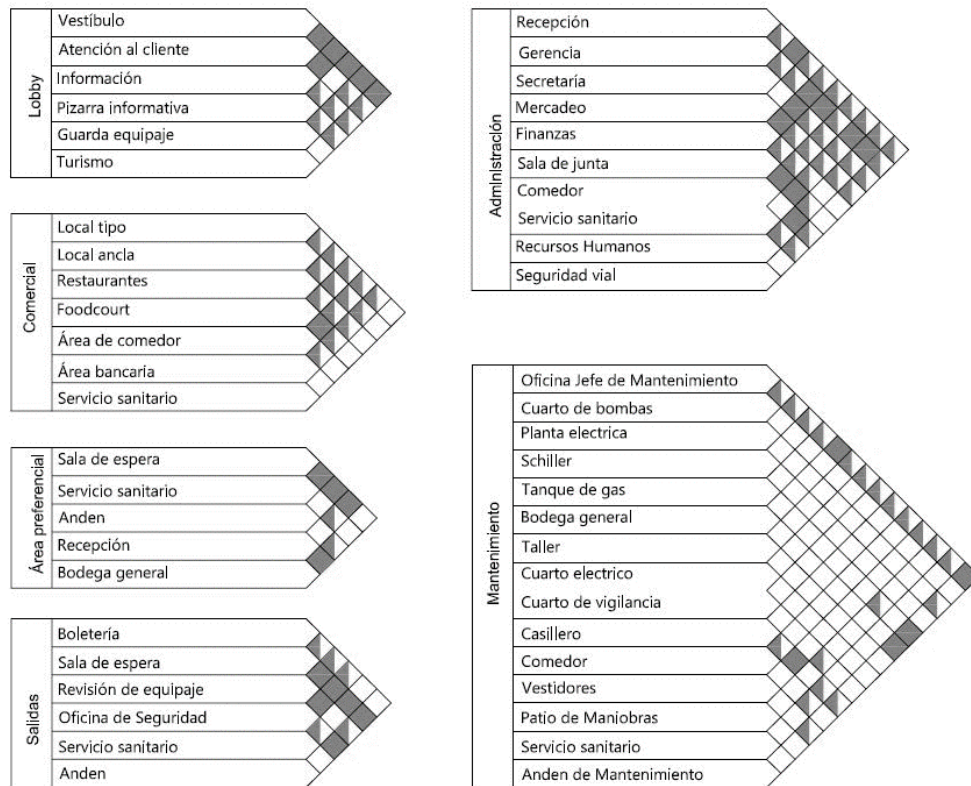 Lobby
Vestíbulo
Atención al cliente
Información
Pizarra informativa
Guarda equipaje
Turismo
Comercial
Local tipo
Local ancla
Restaurantes
Foodcourt
Área de comedor
Área bancaria
Servicio sanitario
Área preferencial
Sala de espera
Servicio sanitario
Anden
Recepción
Bodega general
Salidas
Boletería
Sala de espera
Revisión de equipaje
Oficina de Seguridad
Servicio sanitario
Anden
Administración
Recepción
Gerencia
Secretaría
Mercadeo
Finanzas
Sala de junta
Comedor
Servicio sanitario
Recursos Humanos
Seguridad vial
Mantenimiento
Oficina Jefe de Mantenimiento
Cuarto de bombas
Planta electrica
Schiller
Tanque de gas
Bodega general
Taller
Cuarto electrico
Cuarto de vigilancia
Casillero
Comedor
Vestidores
Patio de Maniobras
Servicio sanitario
Anden de Mantenimiento